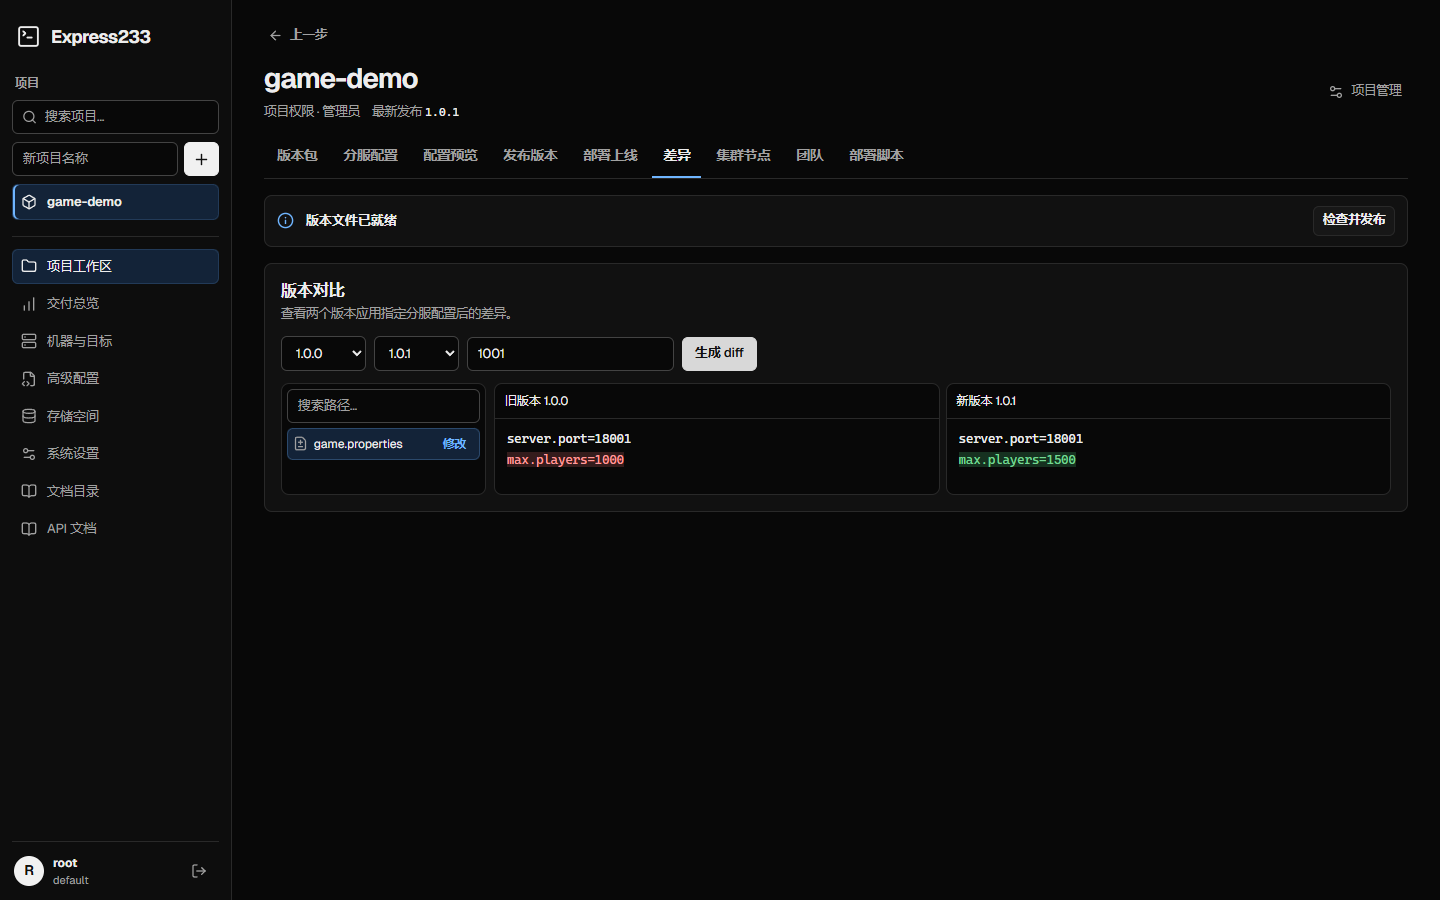 Express233
项目
搜索项目...
新项目名称
game-demo
项目工作区
交付总览
机器与目标
高级配置
存储空间
系统设置
文档目录
API 文档
R
root
default
上一步
game-demo
项目权限 · 管理员 最新发布 1.0.1
项目管理
版本包 分服配置 配置预览 发布版本 部署上线 差异 集群节点 团队 部署脚本
版本文件已就绪
检查并发布
版本对比
查看两个版本应用指定分服配置后的差异。
1.0.0 1.0.1 1001 生成 diff
搜索路径...
game.properties 修改
旧版本 1.0.0
server.port=18001
max.players=1000
新版本 1.0.1
server.port=18001
max.players=1500